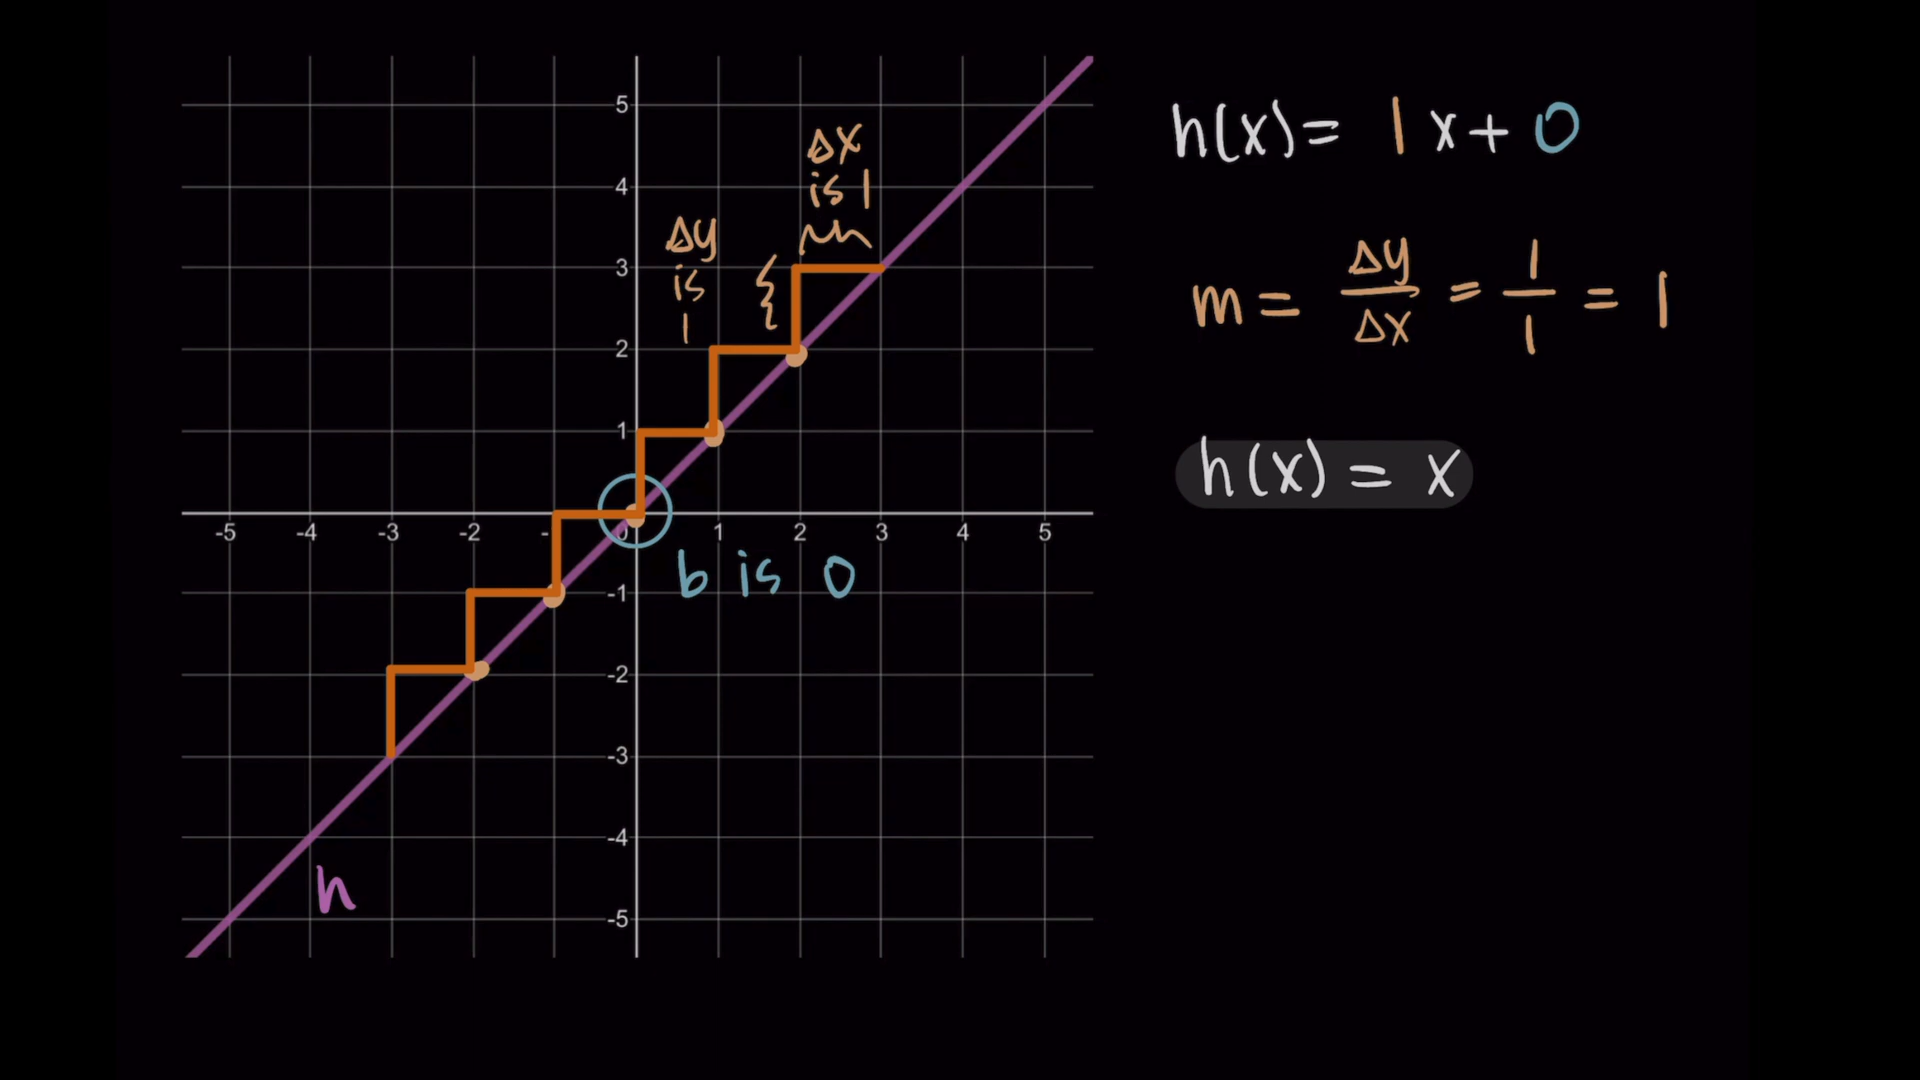 h(x) = 1x + 0
5
4
3
2
1
Δx
is 1
Δy
is
1
m = Δy/Δx = 1/1 = 1
h(x) = x
-5 -4 -3 -2 - 0 1 2 3 4 5
b is 0
-1
-2
-3
-4
-5
h